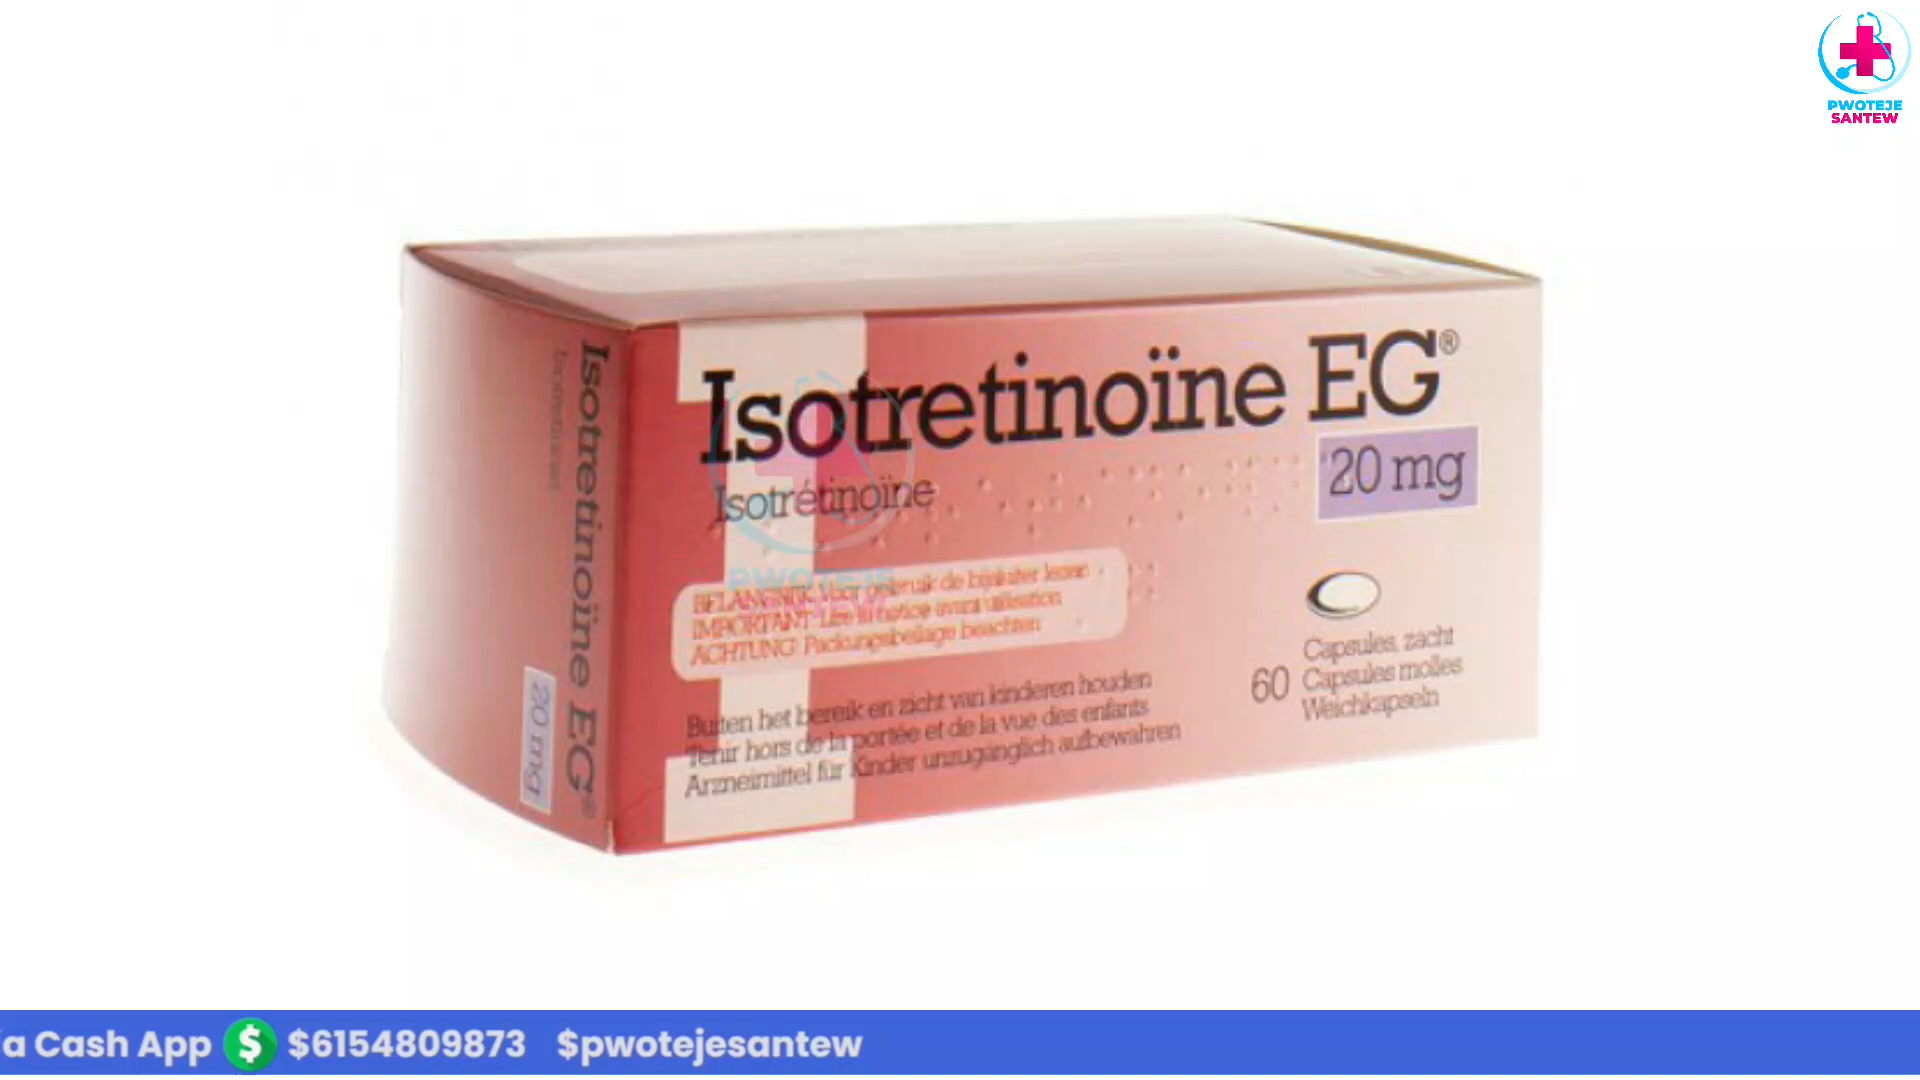 PWOTEJE
SANTEW
Isotretinoïne EG®
20 mg
Isotrétinoïne
PWOTEJE
SANTEW
BELANGRIJK: Voor gebruik de bijsluiter lezen
IMPORTANT: Lire la notice avant utilisation
ACHTUNG: Packungsbeilage beachten
Buiten het bereik en zicht van kinderen houden
Tenir hors de la portée et de la vue des enfants
Arzneimittel für Kinder unzugänglich aufbewahren
60
Capsules, zacht
Capsules molles
Weichkapseln
Isotretinoïne EG®
Isotrétinoïne
20 mg
a Cash App $ $6154809873 $pwotejesantew